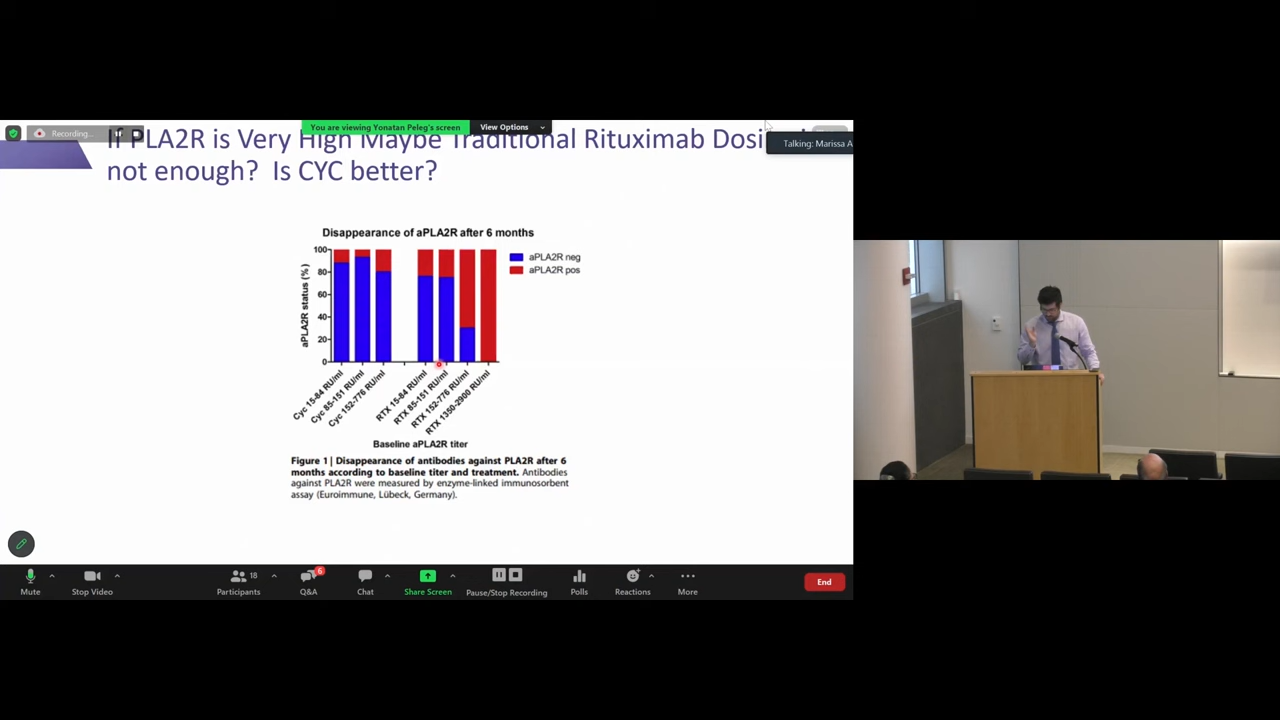 Recording...
You are viewing Yonatan Peleg's screen
View Options
Talking: Marissa A
If PLA2R is Very High Maybe Traditional Rituximab Dosi
not enough? Is CYC better?
Disappearance of aPLA2R after 6 months
aPLA2R status (%)
100
80
60
40
20
0
aPLA2R neg
aPLA2R pos
Cyc 15-84 RU/ml
Cyc 85-151 RU/ml
Cyc 152-776 RU/ml
RTX 15-84 RU/ml
RTX 85-151 RU/ml
RTX 152-776 RU/ml
RTX 1350-2900 RU/ml
Baseline aPLA2R titer
Figure 1 | Disappearance of antibodies against PLA2R after 6
months according to baseline titer and treatment. Antibodies
against PLA2R were measured by enzyme-linked immunosorbent
assay (Euroimmune, Lübeck, Germany).
Mute
Stop Video
Participants
18
Q&A
6
Chat
Share Screen
Pause/Stop Recording
Polls
Reactions
More
End